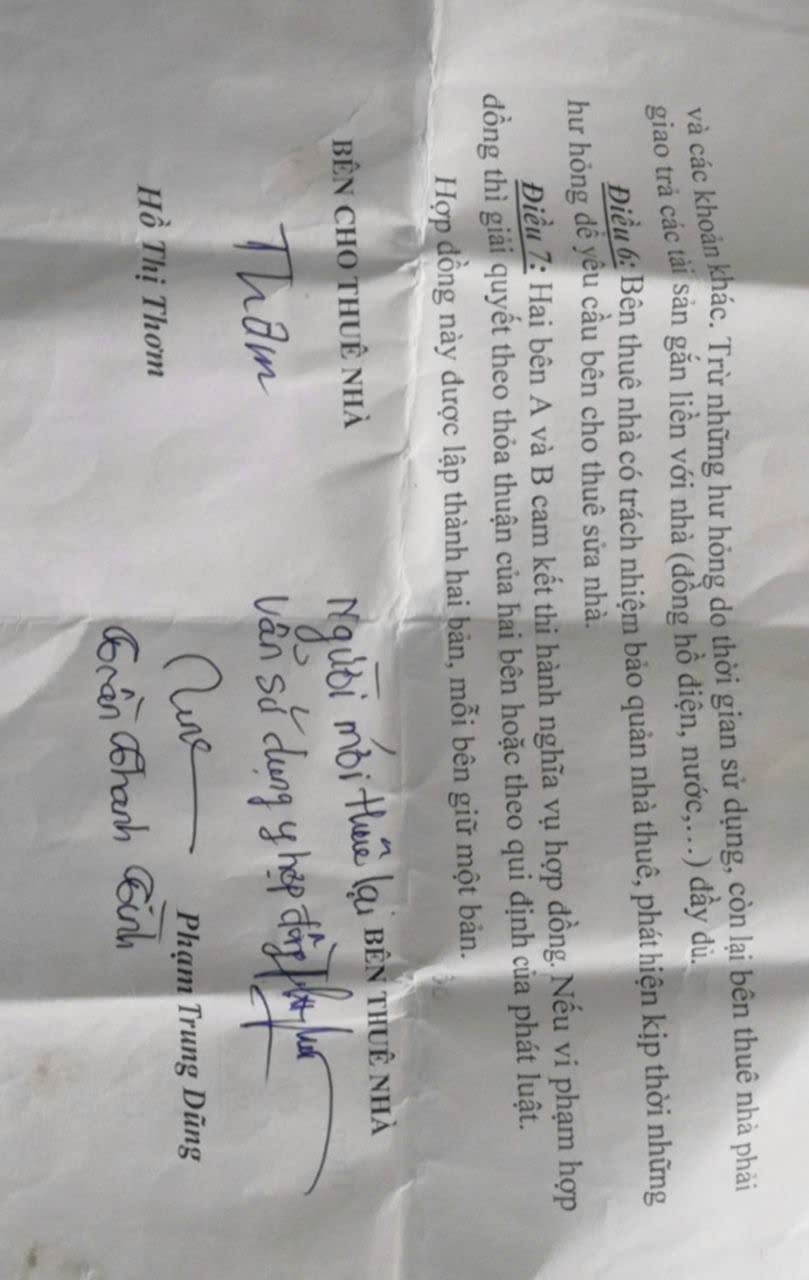 và các khoản khác. Trừ những hư hỏng do thời gian sử dụng, còn lại bên thuê nhà phải
giao trả các tài sản gắn liền với nhà (đồng hồ điện, nước,…) đầy đủ.
Điều 6: Bên thuê nhà có trách nhiệm bảo quản nhà thuê, phát hiện kịp thời những
hư hỏng để yêu cầu bên cho thuê sửa nhà.
Điều 7: Hai bên A và B cam kết thi hành nghĩa vụ hợp đồng. Nếu vi phạm hợp
đồng thì giải quyết theo thỏa thuận của hai bên hoặc theo qui định của phát luật.
Hợp đồng này được lập thành hai bản, mỗi bên giữ một bản.
BÊN CHO THUÊ NHÀ
BÊN THUÊ NHÀ
Thơm
Người mới thuê lại
vẫn sử dụng y hợp đồng
Hồ Thị Thơm
Phạm Trung Dũng
Trần Thanh Bình